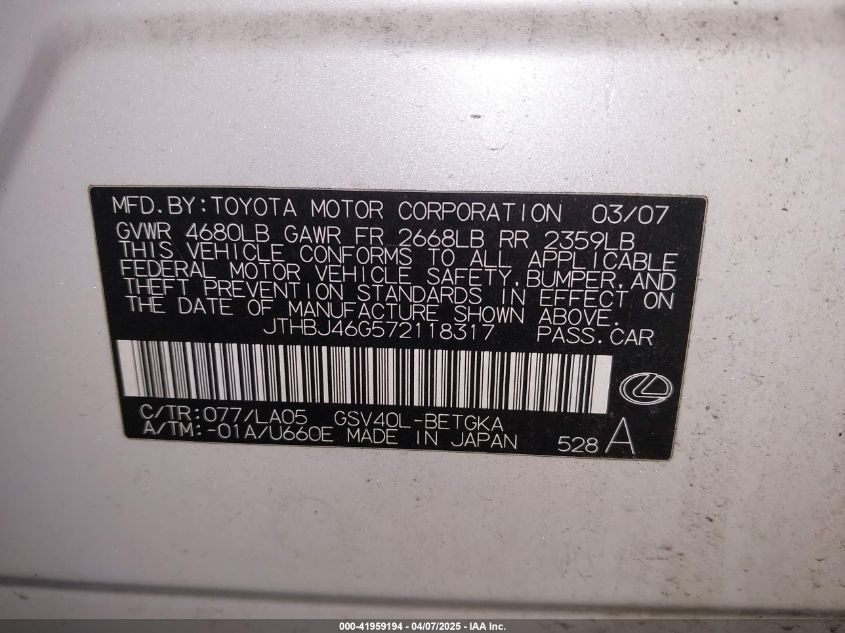 MFD.BY:TOYOTA MOTOR CORPORATION 03/07
GVWR 4680LB GAWR FR 2668LB RR 2359LB
THIS VEHICLE CONFORMS TO ALL APPLICABLE
FEDERAL MOTOR VEHICLE SAFETY,BUMPER,AND
THEFT PREVENTION STANDARDS IN EFFECT ON
THE DATE OF MANUFACTURE SHOWN ABOVE.
JTHBJ46G572118317 PASS.CAR
C/TR:077/LA05 GSV40L-BETGKA
A/TM:-01A/U660E MADE IN JAPAN 528 A
000-41959194 - 04/07/2025 - IAA Inc.